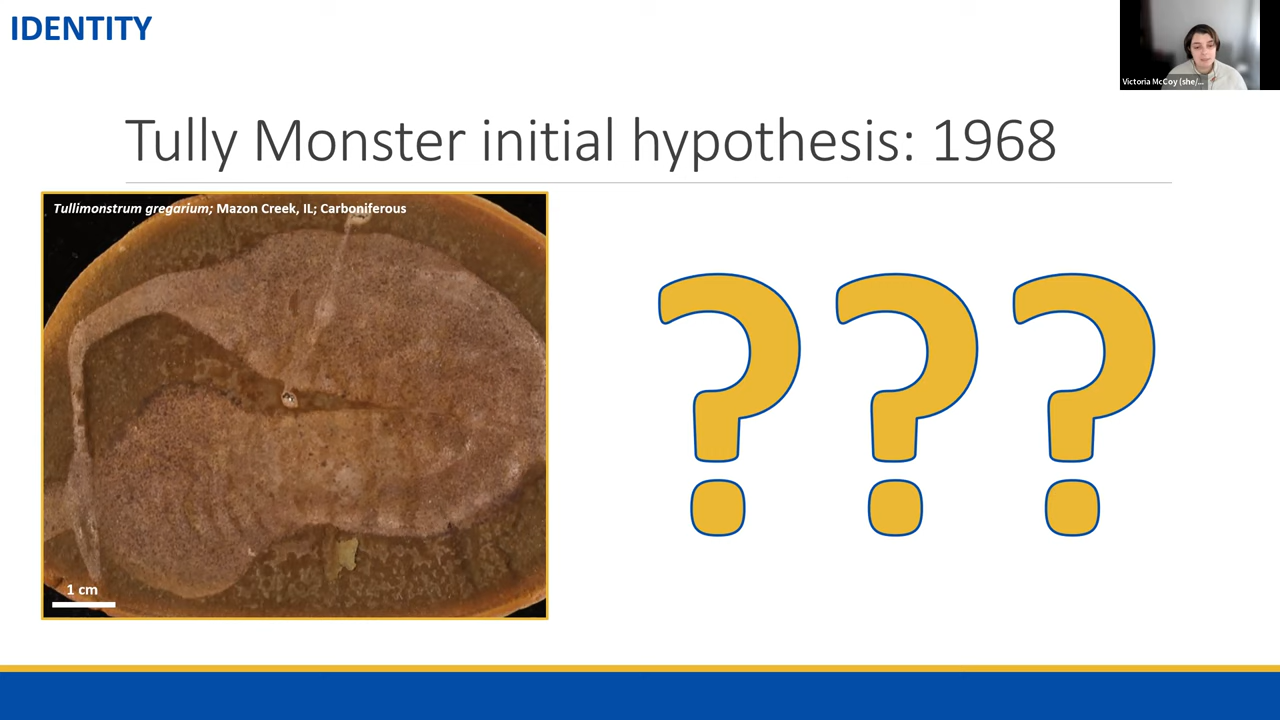 IDENTITY
Victoria McCoy (she/...
Tully Monster initial hypothesis: 1968
Tullimonstrum gregarium; Mazon Creek, IL; Carboniferous
???
1 cm